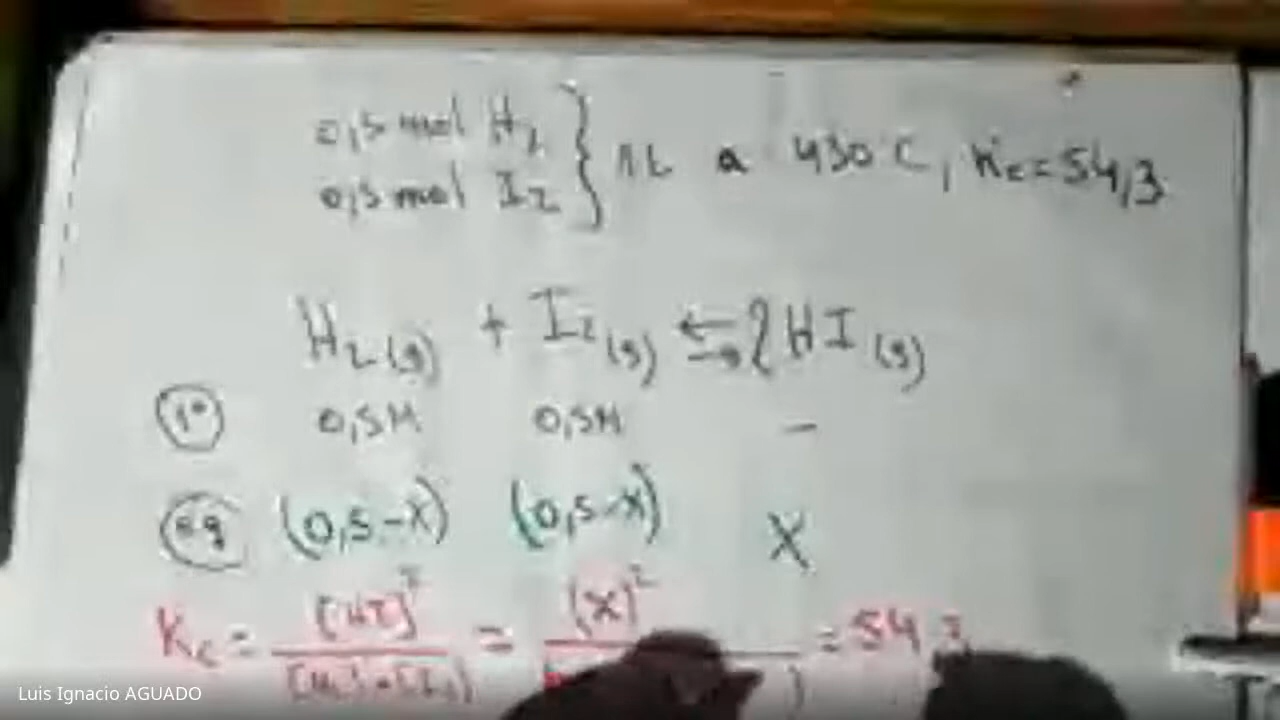 0,5 mol H₂
0,5 mol I₂ } 1L a 430°C, Kc=54,3
H₂(g) + I₂(g) ⇆ 2HI(g)
1° 0,5M 0,5M -
eq (0,5-X) (0,5-X) X
Kc = [HI]² / [H₂]·[I₂] = (X)² / ) = 54,3
Luis Ignacio AGUADO